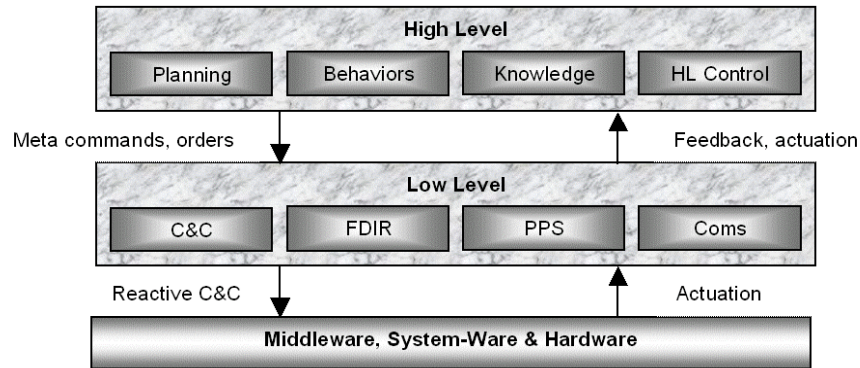 High Level
Planning
Behaviors
Knowledge
HL Control
Meta commands, orders
Feedback, actuation
Low Level
C&C
FDIR
PPS
Coms
Reactive C&C
Actuation
Middleware, System-Ware & Hardware